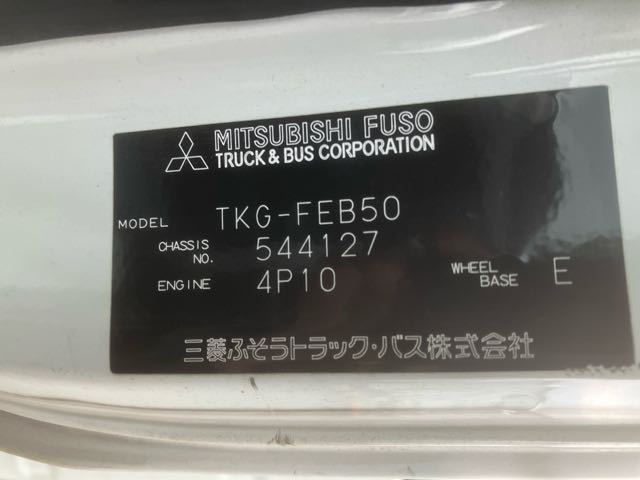 MITSUBISHI FUSO
TRUCK & BUS CORPORATION
MODEL TKG-FEB50
CHASSIS NO. 544127
ENGINE 4P10
WHEEL BASE E
三菱ふそうトラック・バス株式会社